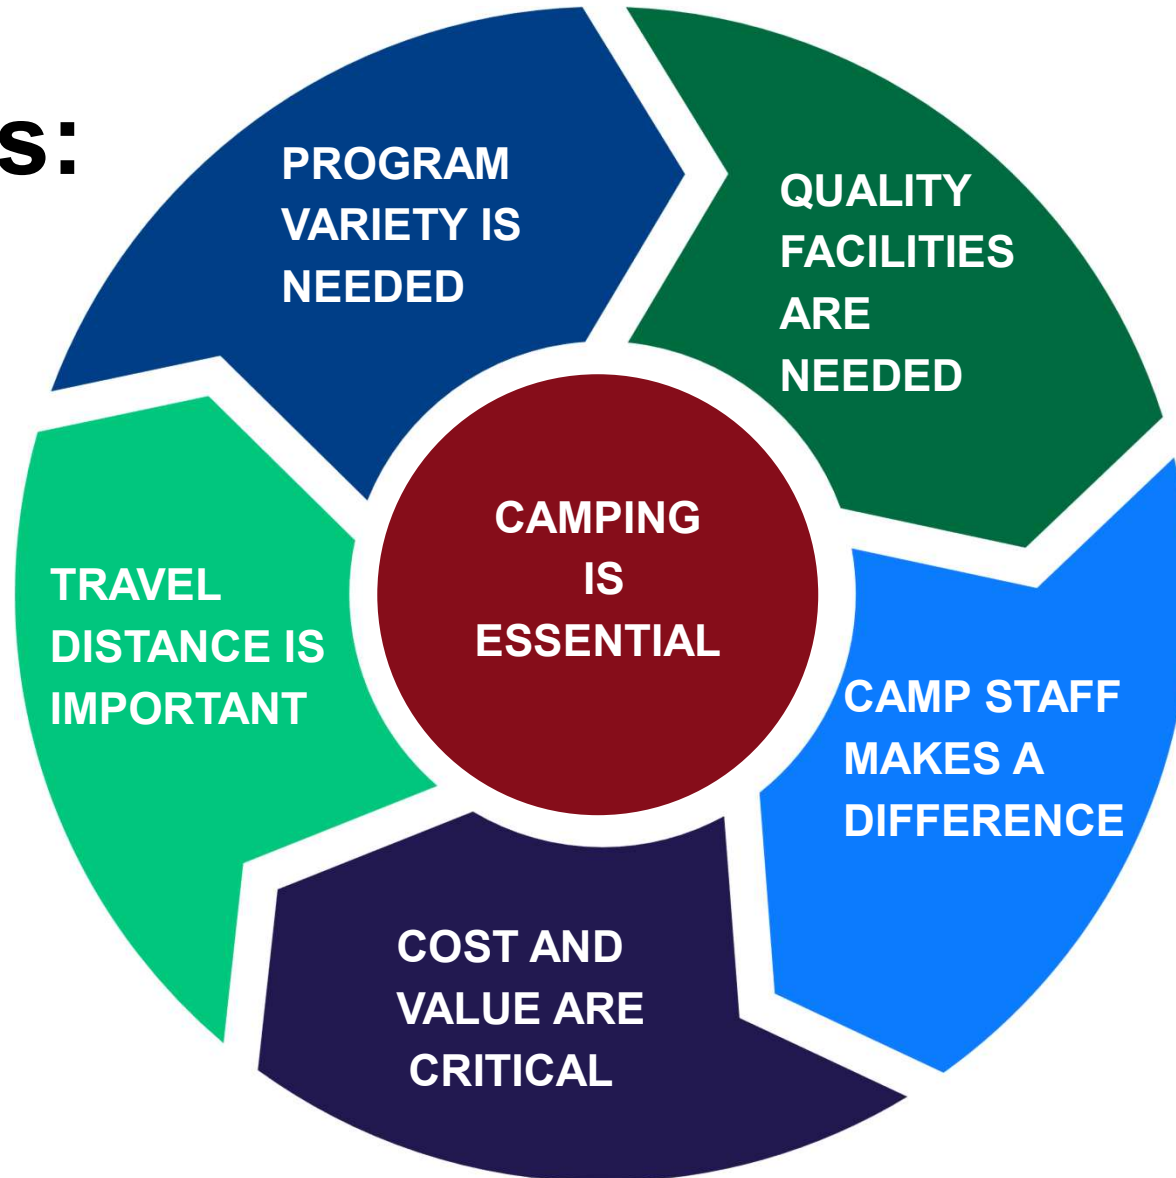 s:
PROGRAM
VARIETY IS
NEEDED
QUALITY
FACILITIES
ARE
NEEDED
CAMPING
IS
ESSENTIAL
TRAVEL
DISTANCE IS
IMPORTANT
CAMP STAFF
MAKES A
DIFFERENCE
COST AND
VALUE ARE
CRITICAL